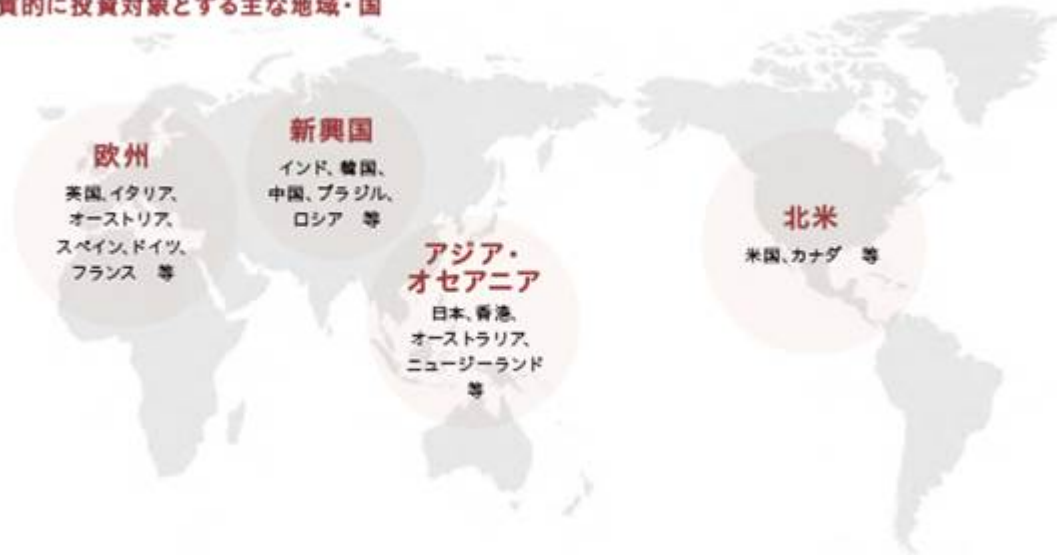 質的に投資対象とする主な地域・国
欧州
英国、イタリア、
オーストリア、
スペイン、ドイツ、
フランス 等
新興国
インド、韓国、
中国、ブラジル、
ロシア 等
アジア・
オセアニア
日本、香港、
オーストラリア、
ニュージーランド
等
北米
米国、カナダ 等